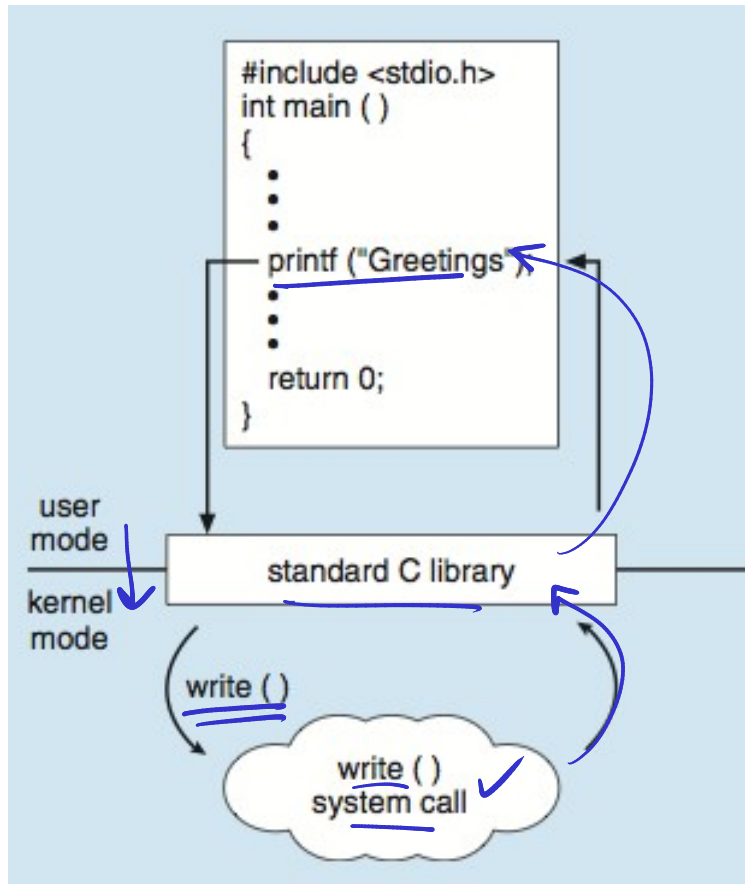 #include <stdio.h>
int main ( )
{
•
•
•
printf ("Greetings");
•
•
•
return 0;
}
user
mode
standard C library
kernel
mode
write ( )
write ( )
system call